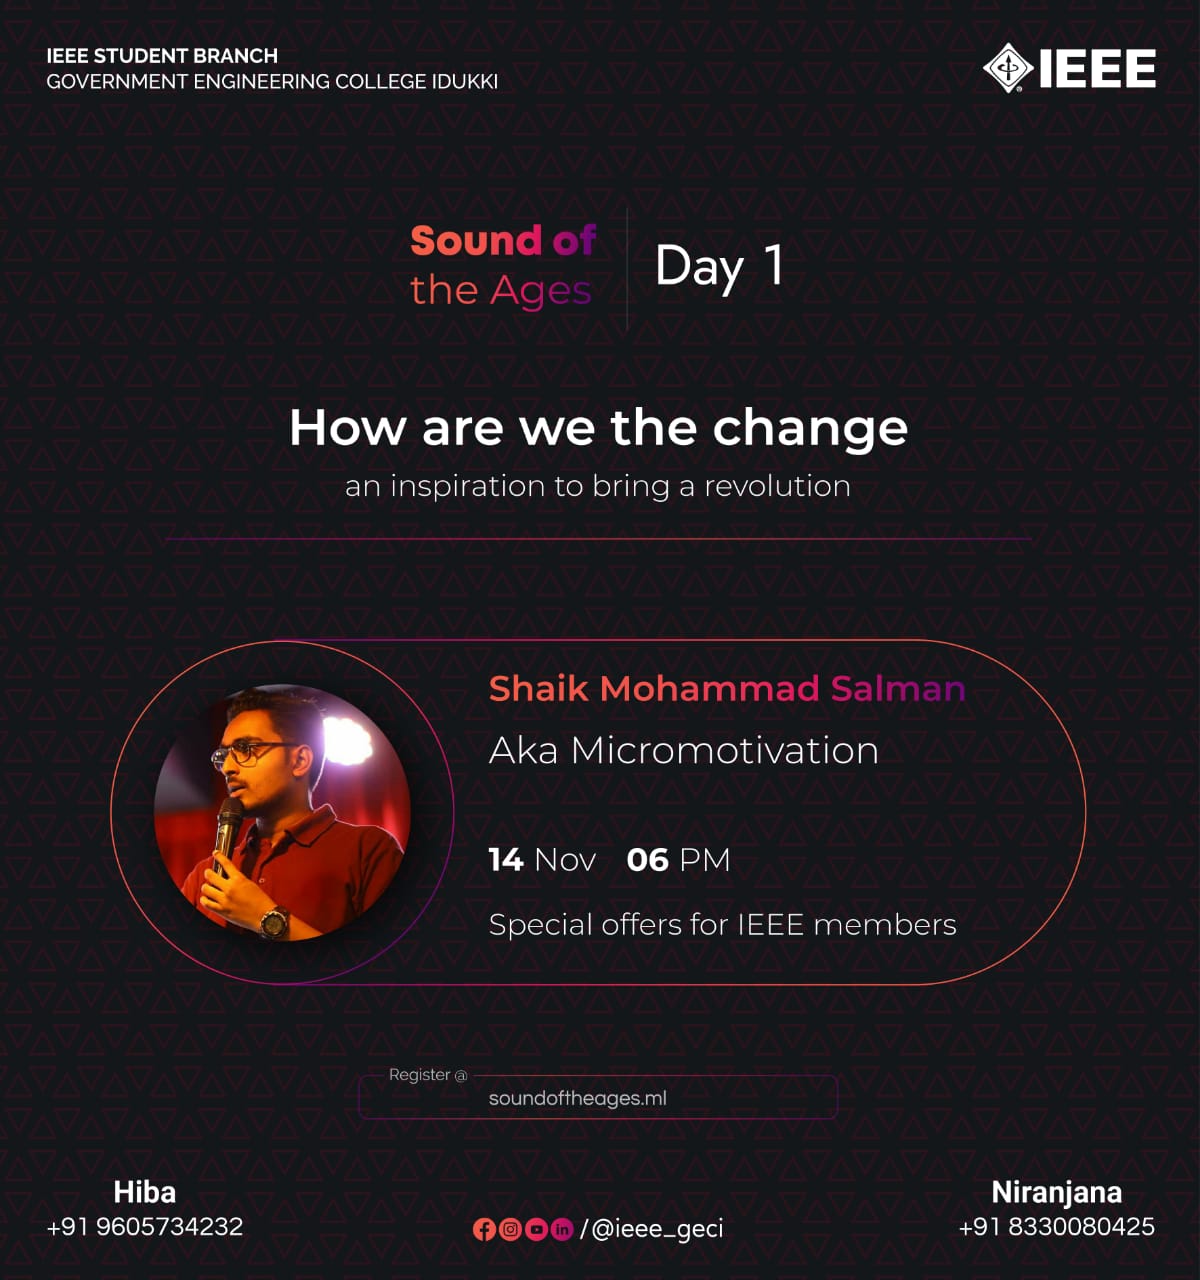 IEEE STUDENT BRANCH
GOVERNMENT ENGINEERING COLLEGE IDUKKI
IEEE
Sound of
the Ages
Day 1
How are we the change
an inspiration to bring a revolution
Shaik Mohammad Salman
Aka Micromotivation
14 Nov 06 PM
Special offers for IEEE members
Register @
soundoftheages.ml
Hiba
+91 9605734232
/@ieee_geci
Niranjana
+91 8330080425